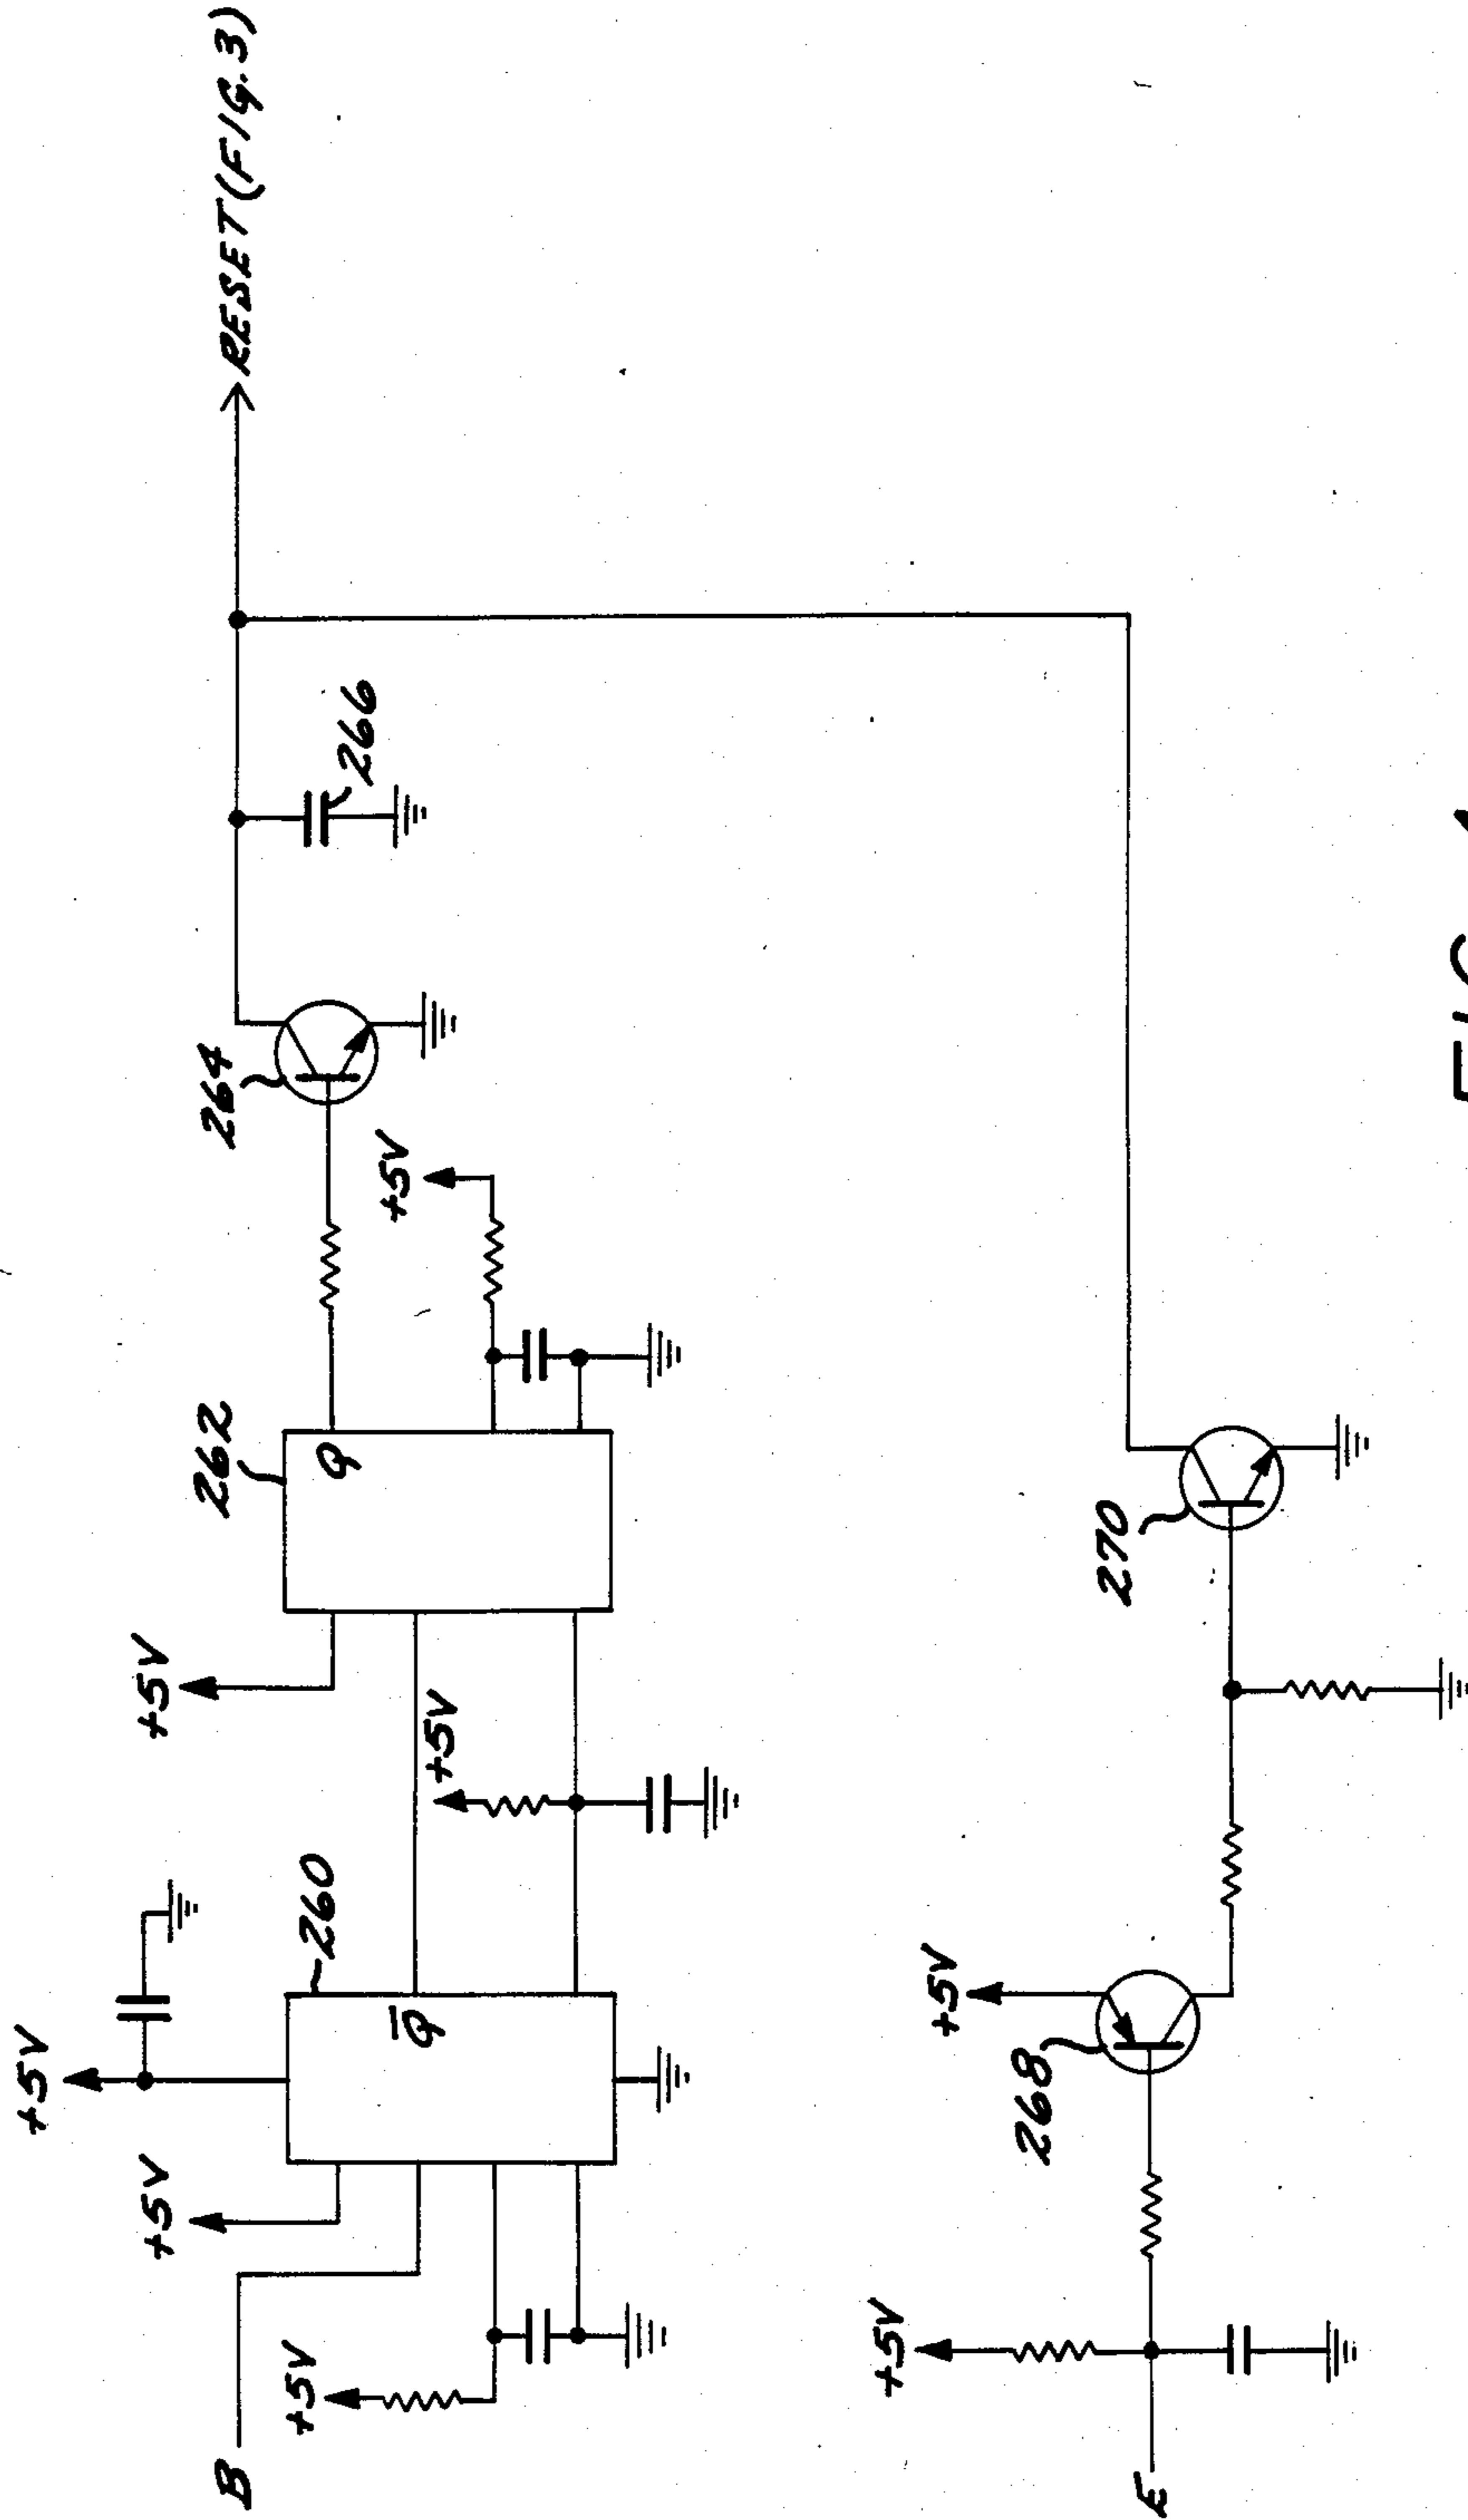 +5V
+5V
+5V
B
264
RESET (FIG. 3)
262
+5V
260
Q
266
+5V
Q̅
+5V
+5V
+5V
268
270
E